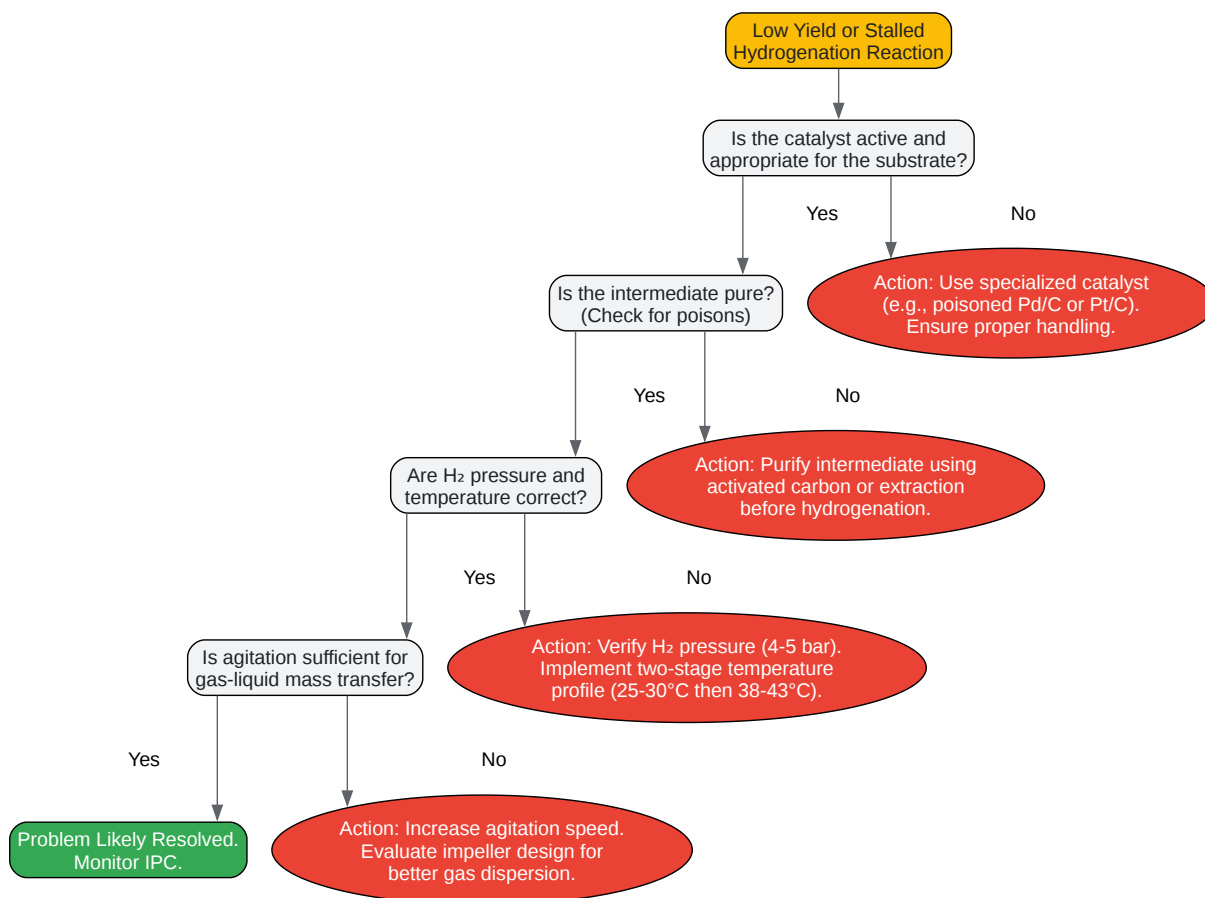 Low Yield or Stalled
Hydrogenation Reaction
Is the catalyst active and
appropriate for the substrate?
Yes
No
Action: Use specialized catalyst
(e.g., poisoned Pd/C or Pt/C).
Ensure proper handling.
Is the intermediate pure?
(Check for poisons)
Yes
No
Action: Purify intermediate using
activated carbon or extraction
before hydrogenation.
Are H₂ pressure and
temperature correct?
Yes
No
Action: Verify H₂ pressure (4-5 bar).
Implement two-stage temperature
profile (25-30°C then 38-43°C).
Is agitation sufficient for
gas-liquid mass transfer?
Yes
No
Problem Likely Resolved.
Monitor IPC.
Action: Increase agitation speed.
Evaluate impeller design for
better gas dispersion.